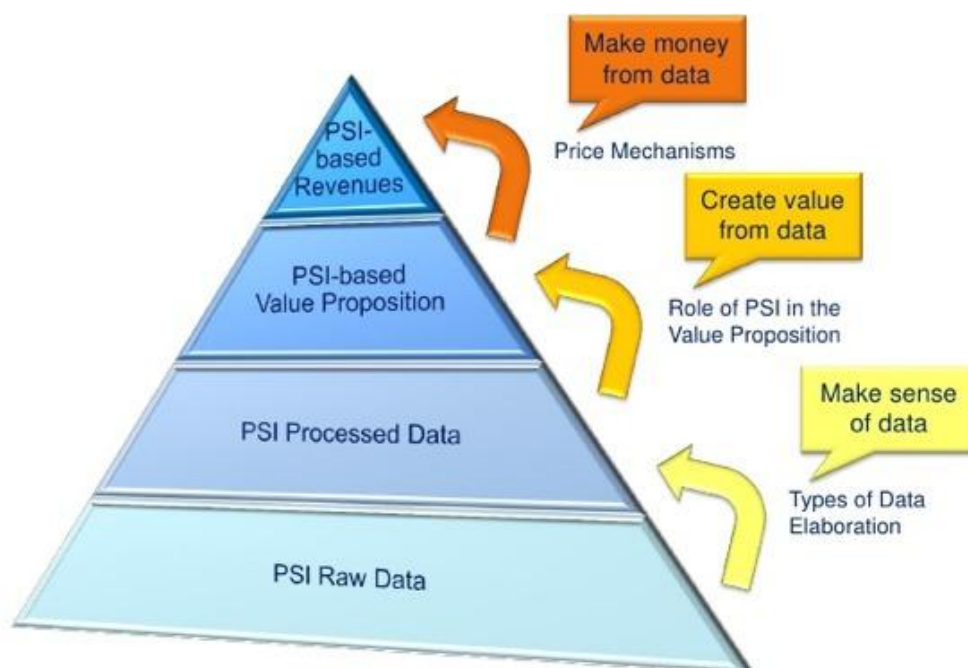 Make money
from data
Price Mechanisms
PSI-
based
Revenues
Create value
from data
Role of PSI in the
Value Proposition
PSI-based
Value Proposition
Make sense
of data
Types of Data
Elaboration
PSI Processed Data
PSI Raw Data